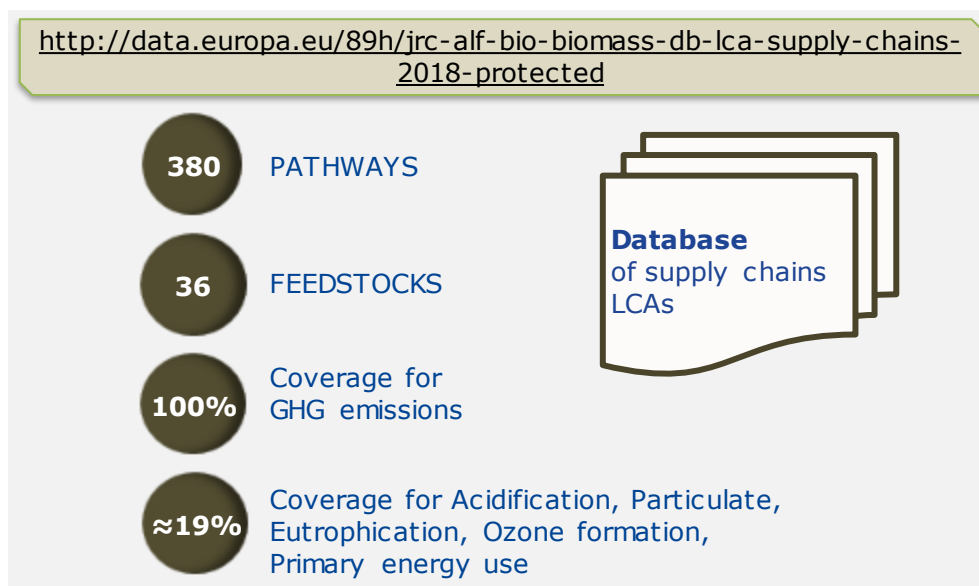 http://data.europa.eu/89h/jrc-alf-bio-biomass-db-lca-supply-chains-
2018-protected
380
PATHWAYS
36
FEEDSTOCKS
100%
Coverage for
GHG emissions
≈19%
Coverage for Acidification, Particulate,
Eutrophication, Ozone formation,
Primary energy use
Database
of supply chains
LCAs